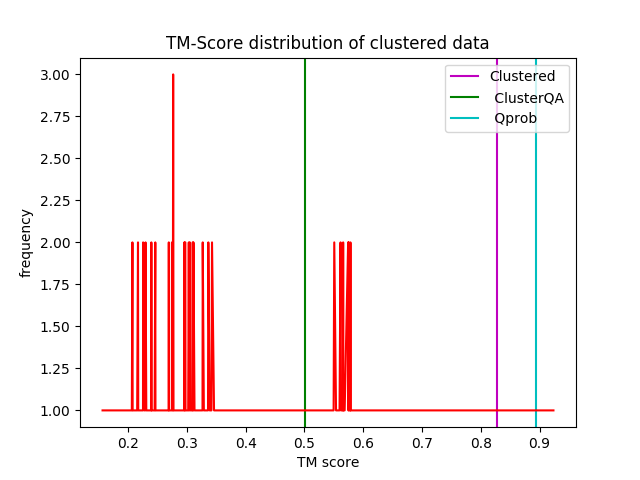 TM-Score distribution of clustered data
3.00
2.75
2.50
2.25
2.00
1.75
1.50
1.25
1.00
frequency
0.2
0.3
0.4
0.5
0.6
0.7
0.8
0.9
TM score
Clustered
ClusterQA
Qprob